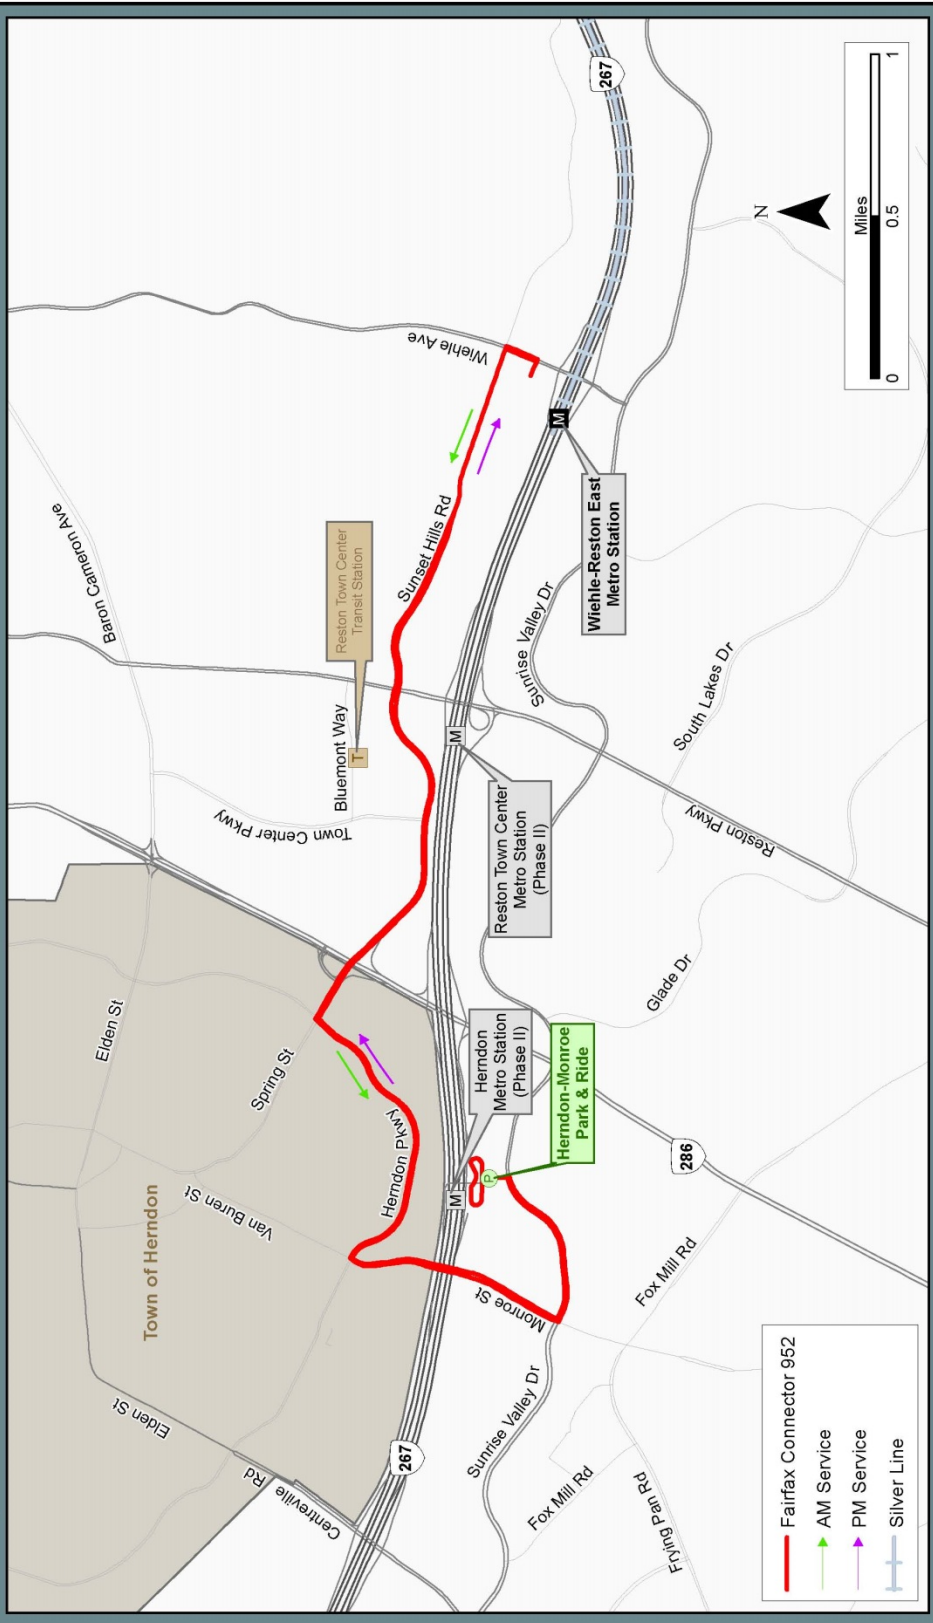 267
Wiehle Ave
Baron Cameron Ave
Sunset Hills Rd
Reston Town Center
Transit Station
T
Bluemont Way
Town Center Pkwy
M
Wiehle-Reston East
Metro Station
Sunrise Valley Dr
South Lakes Dr
M
Reston Town Center
Metro Station
(Phase II)
Reston Pkwy
Glade Dr
Elden St
Spring St
Herndon Pkwy
Van Buren St
Town of Herndon
M
Herndon
Metro Station
(Phase II)
P
Herndon-Monroe
Park & Ride
286
Fox Mill Rd
Monroe St
Sunrise Valley Dr
Elden St
Centreville
Rd
267
Fox Mill Rd
Frying Pan Rd
N
Miles
0
0.5
1
Fairfax Connector 952
AM Service
PM Service
Silver Line